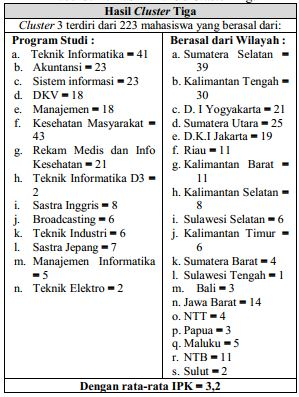 Hasil Cluster Tiga
Cluster 3 terdiri dari 223 mahasiswa yang berasal dari:
Program Studi :
a. Teknik Informatika = 41
b. Akuntansi = 23
c. Sistem informasi = 23
d. DKV = 18
e. Manajemen = 18
f. Kesehatan Masyarakat =
43
g. Rekam Medis dan Info
Kesehatan = 21
h. Teknik Informatika D3 =
2
i. Sastra Inggris = 8
j. Broadcasting = 6
k. Teknik Industri = 6
l. Sastra Jepang = 7
m. Manajemen Informatika
= 5
n. Teknik Elektro = 2
Berasal dari Wilayah :
a. Sumatera Selatan =
39
b. Kalimantan Tengah =
30
c. D. I Yogyakarta = 21
d. Sumatera Utara = 25
e. D.K.I Jakarta = 19
f. Riau = 11
g. Kalimantan Barat =
11
h. Kalimantan Selatan =
8
i. Sulawesi Selatan = 6
j. Kalimantan Timur =
6
k. Sumatera Barat = 4
l. Sulawesi Tengah = 1
m. Bali = 3
n. Jawa Barat = 14
o. NTT = 4
p. Papua = 3
q. Maluku = 5
r. NTB = 11
s. Sulut = 2
Dengan rata-rata IPK = 3,2